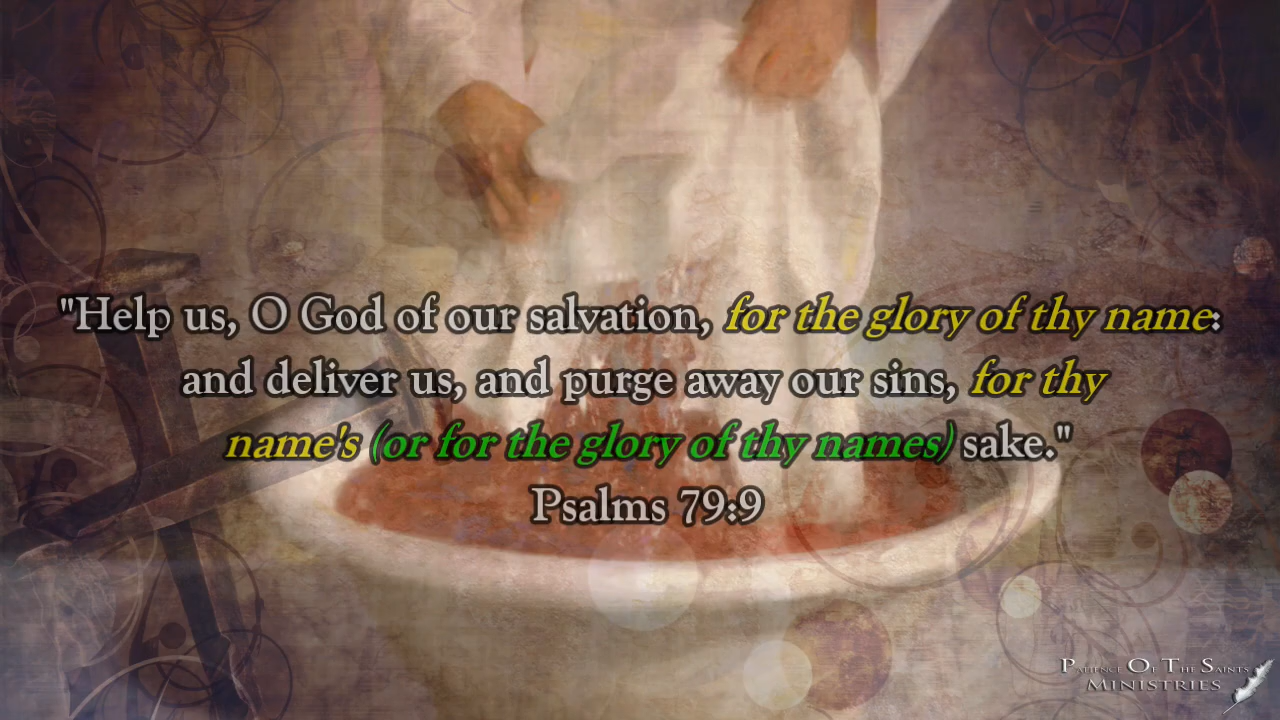 "Help us, O God of our salvation, for the glory of thy name:
and deliver us, and purge away our sins, for thy
name's (or for the glory of thy names) sake."
Psalms 79:9
Patience Of The Saints
Ministries